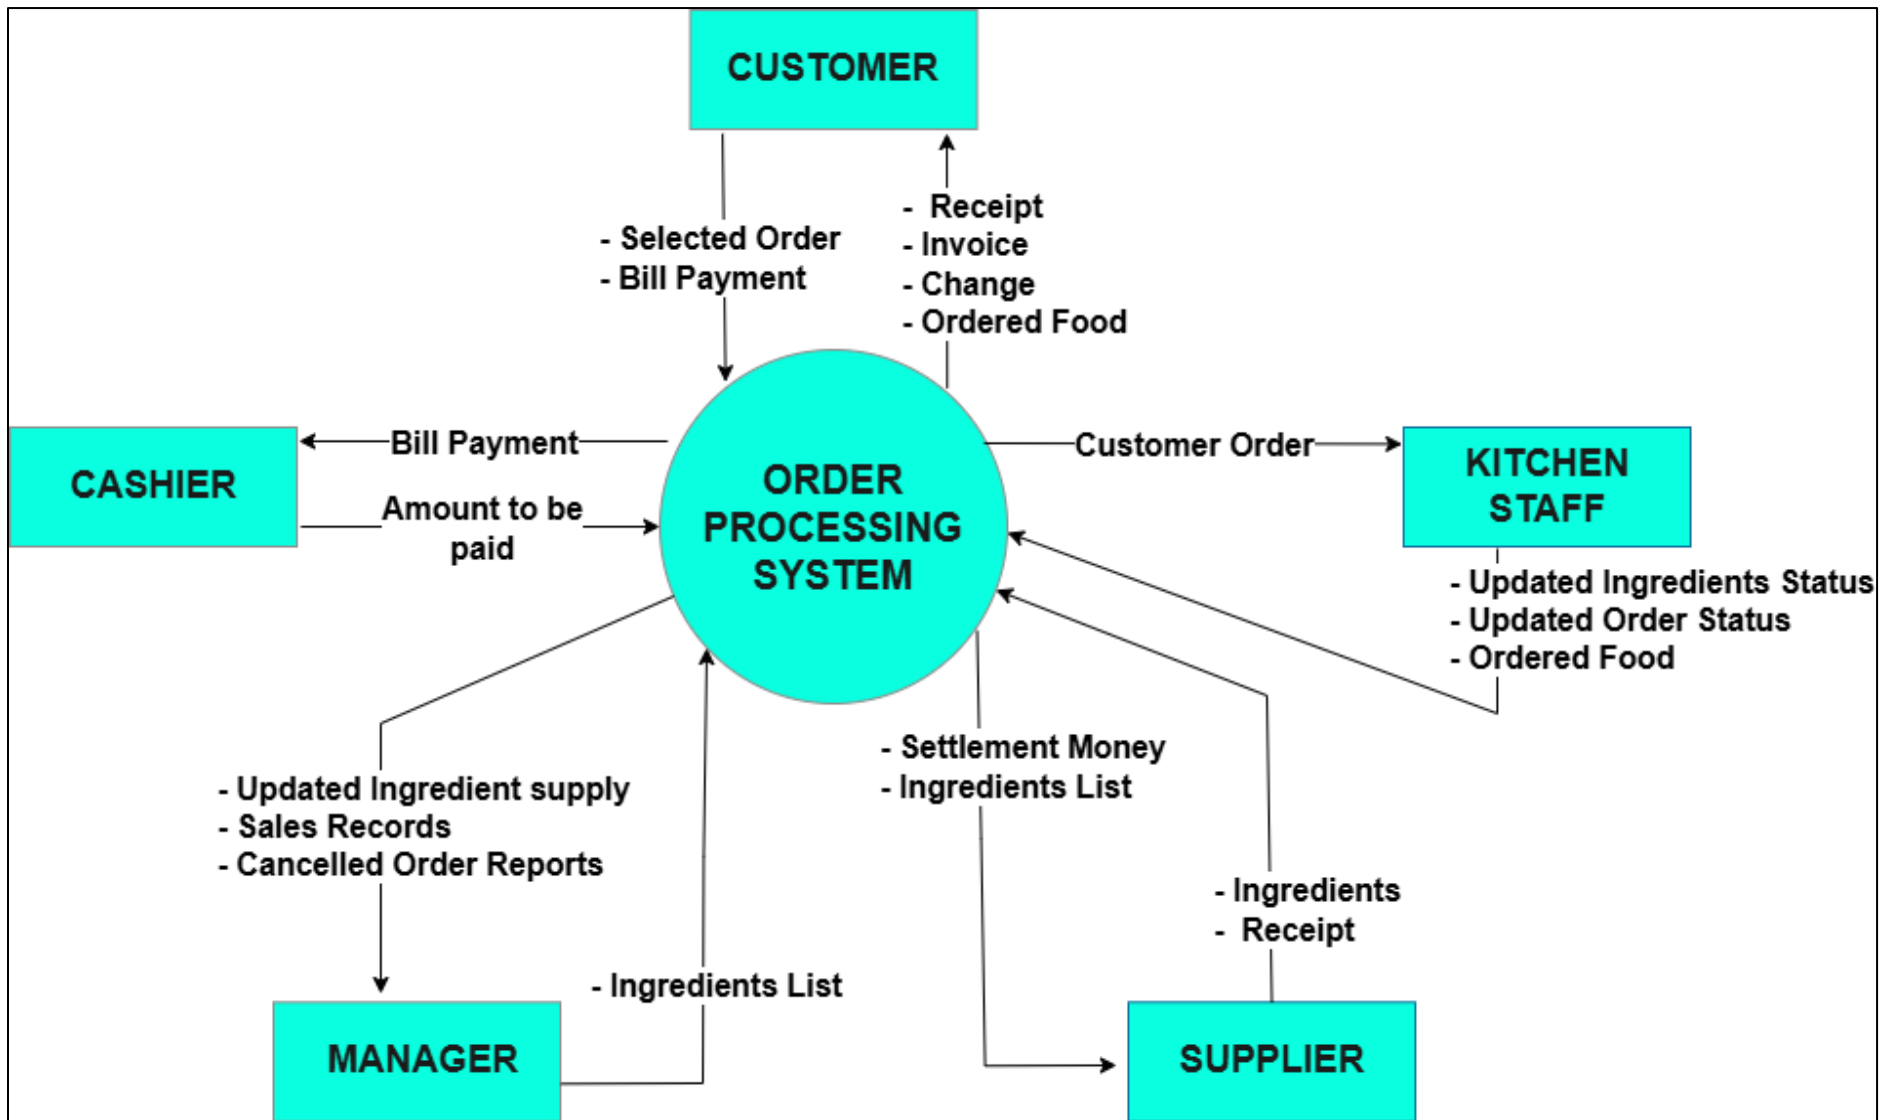 CUSTOMER
- Selected Order
- Bill Payment
-  Receipt
- Invoice
- Change
- Ordered Food
Bill Payment
Customer Order
CASHIER
Amount to be
paid
ORDER
PROCESSING
SYSTEM
KITCHEN
STAFF
- Updated Ingredients Status
- Updated Order Status
- Ordered Food
- Settlement Money
- Ingredients List
- Updated Ingredient supply
- Sales Records
- Cancelled Order Reports
- Ingredients
-  Receipt
- Ingredients List
MANAGER
SUPPLIER